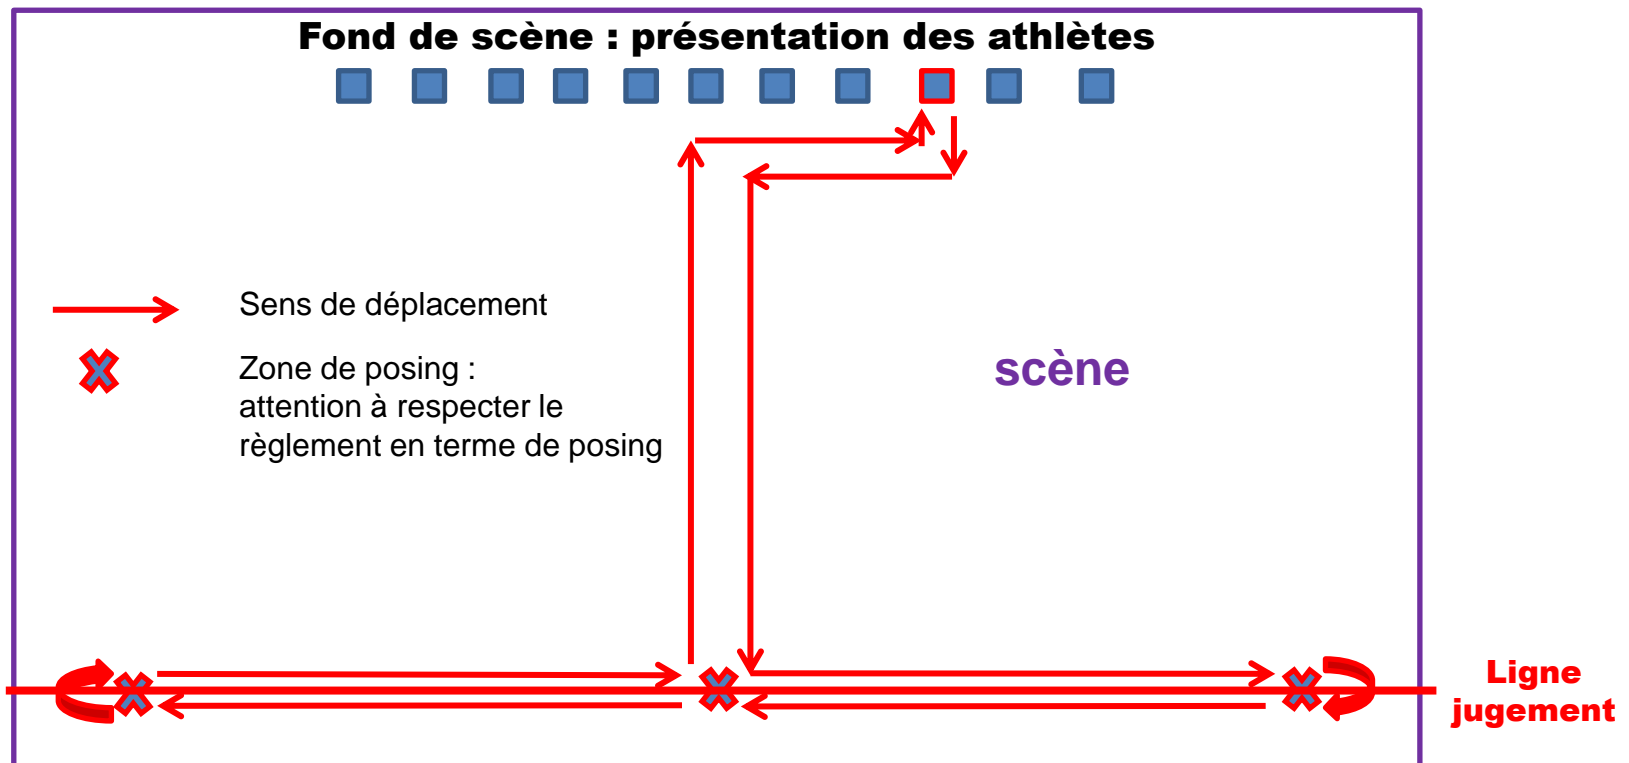 Fond de scène : présentation des athlètes
Sens de déplacement
Zone de posing :
attention à respecter le
règlement en terme de posing
scène
Ligne
jugement